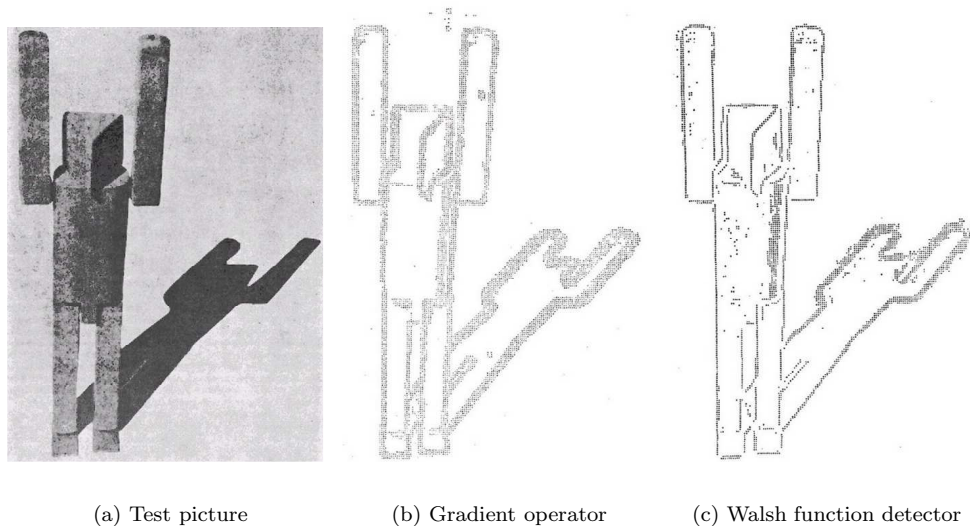 (a) Test picture
(b) Gradient operator
(c) Walsh function detector